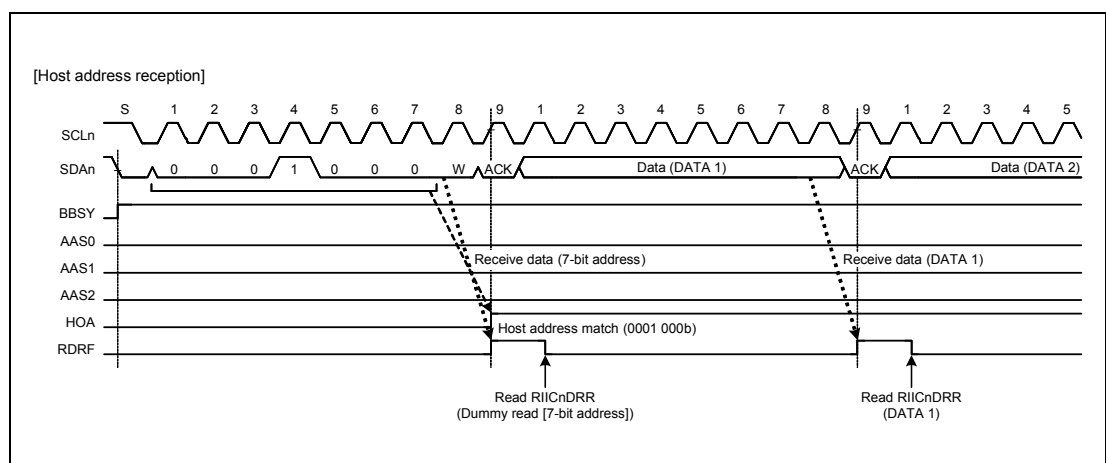 [Host address reception]
S 1 2 3 4 5 6 7 8 9 1 2 3 4 5 6 7 8 9 1 2 3 4 5
SCLn
SDAn 0 0 0 1 0 0 0 W ACK Data (DATA 1) ACK Data (DATA 2)
BBSY
AAS0
Receive data (7-bit address) Receive data (DATA 1)
AAS1
AAS2
HOA
Host address match (0001 000b)
RDRF
Read RIICnDRR Read RIICnDRR
(Dummy read [7-bit address]) (DATA 1)